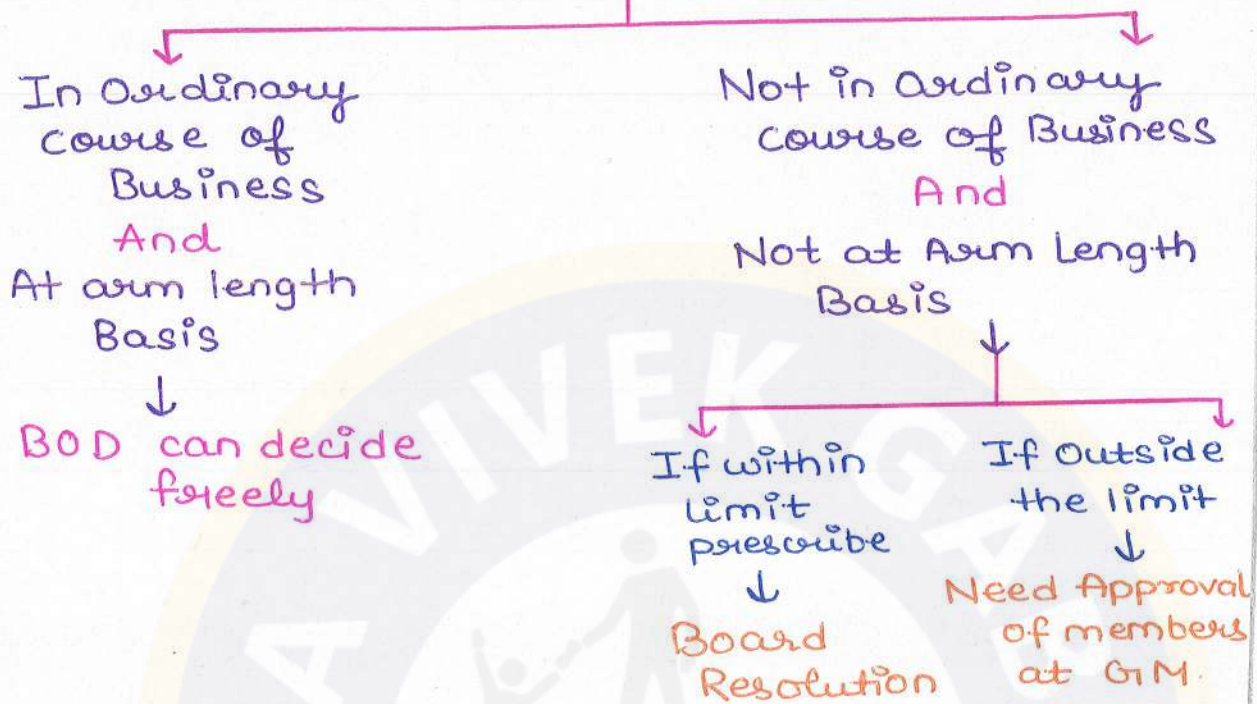 In Ordinary
course of
Business
And
At arm length
Basis
↓
BOD can decide
freely
Not in ordinary
course of Business
And
Not at Arm Length
Basis
If within
limit
prescribe
↓
Board
Resolution
If outside
the limit
↓
Need Approval
of members
at GM.
A VIVEK GA